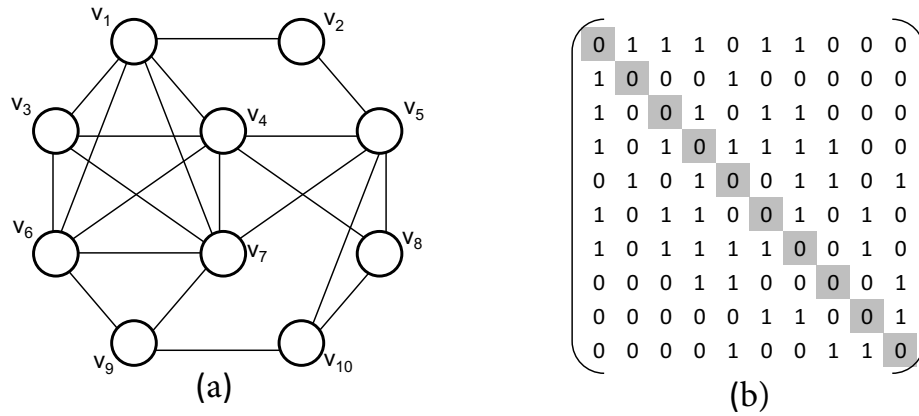 v1
v2
v3
v4
v5
v6
v7
v8
v9
v10
(a)
0 1 1 1 0 1 1 0 0 0
1 0 0 0 1 0 0 0 0 0
1 0 0 1 0 1 1 0 0 0
1 0 1 0 1 1 1 1 0 0
0 1 0 1 0 0 1 1 0 1
1 0 1 1 0 0 1 0 1 0
1 0 1 1 1 1 0 0 1 0
0 0 0 1 1 0 0 0 0 1
0 0 0 0 0 1 1 0 0 1
0 0 0 0 1 0 0 1 1 0
(b)